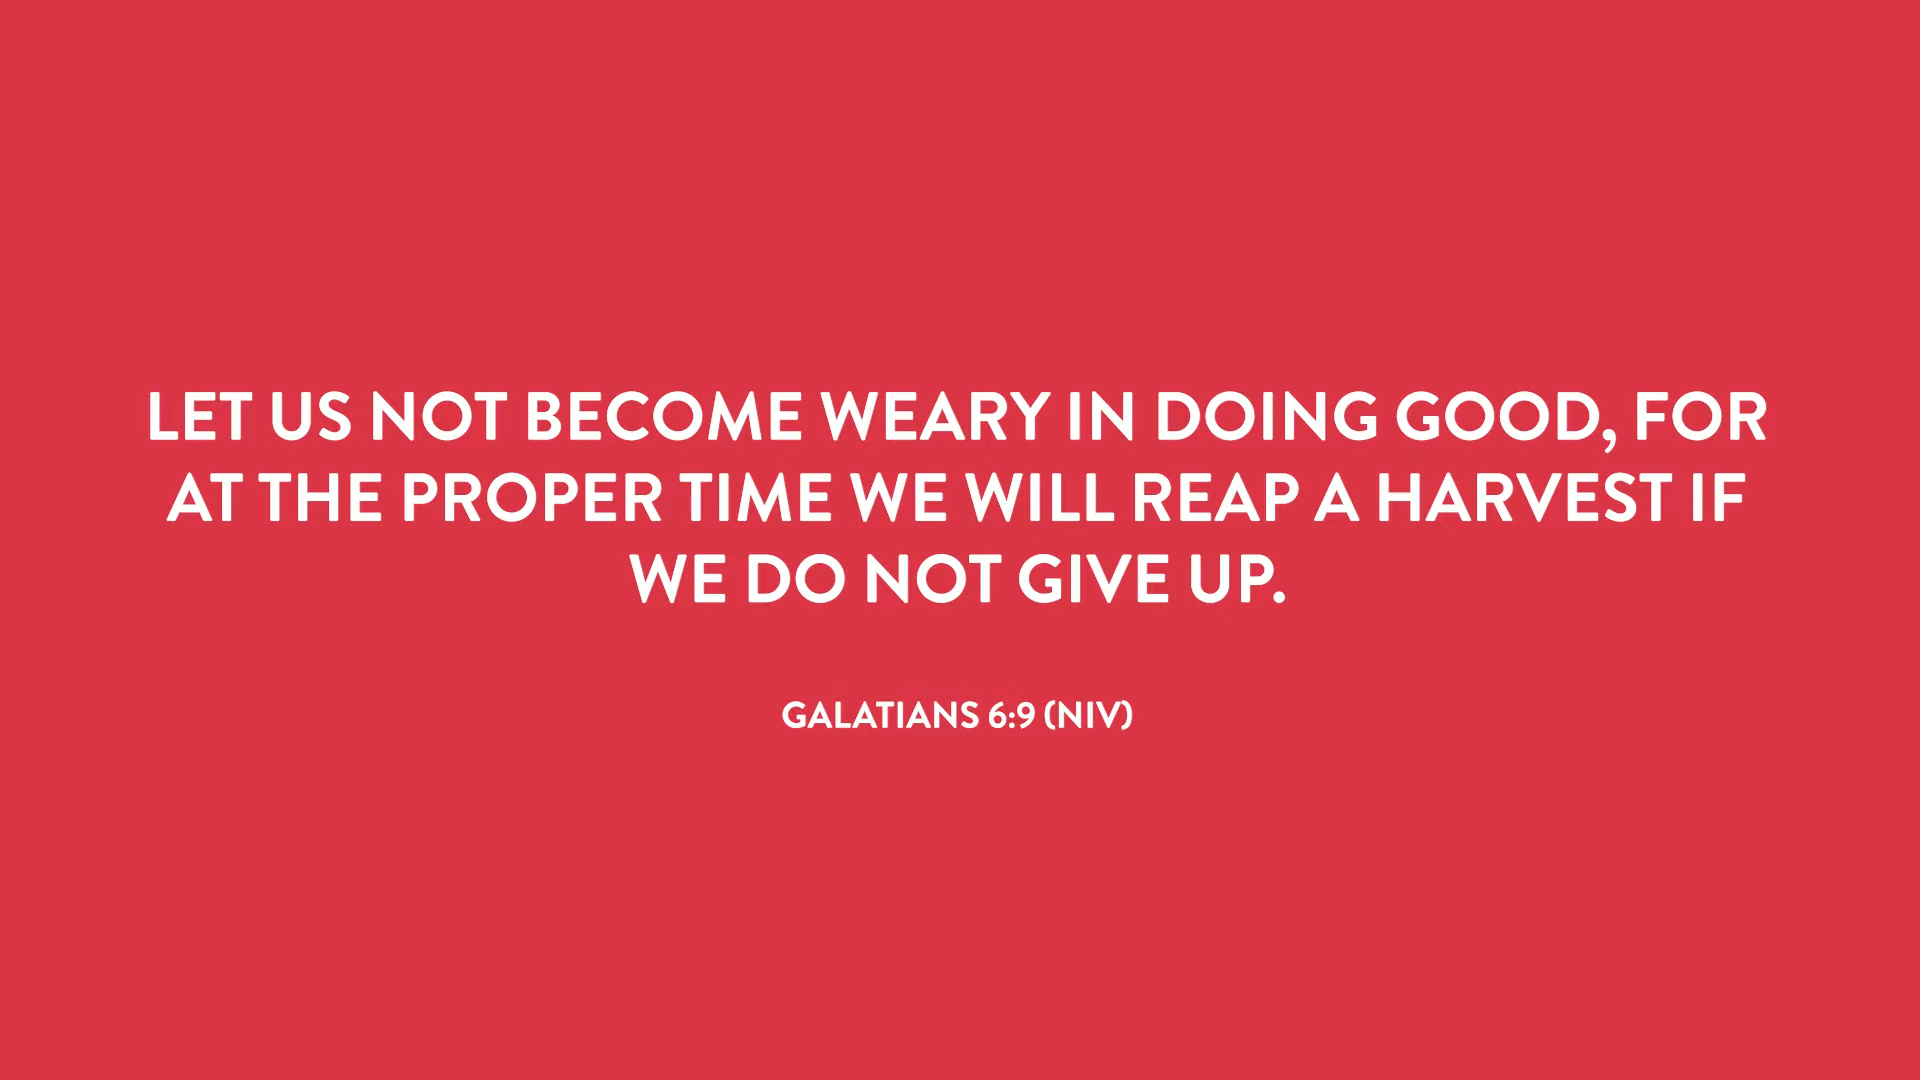 LET US NOT BECOME WEARY IN DOING GOOD, FOR
AT THE PROPER TIME WE WILL REAP A HARVEST IF
WE DO NOT GIVE UP.
GALATIANS 6:9 (NIV)